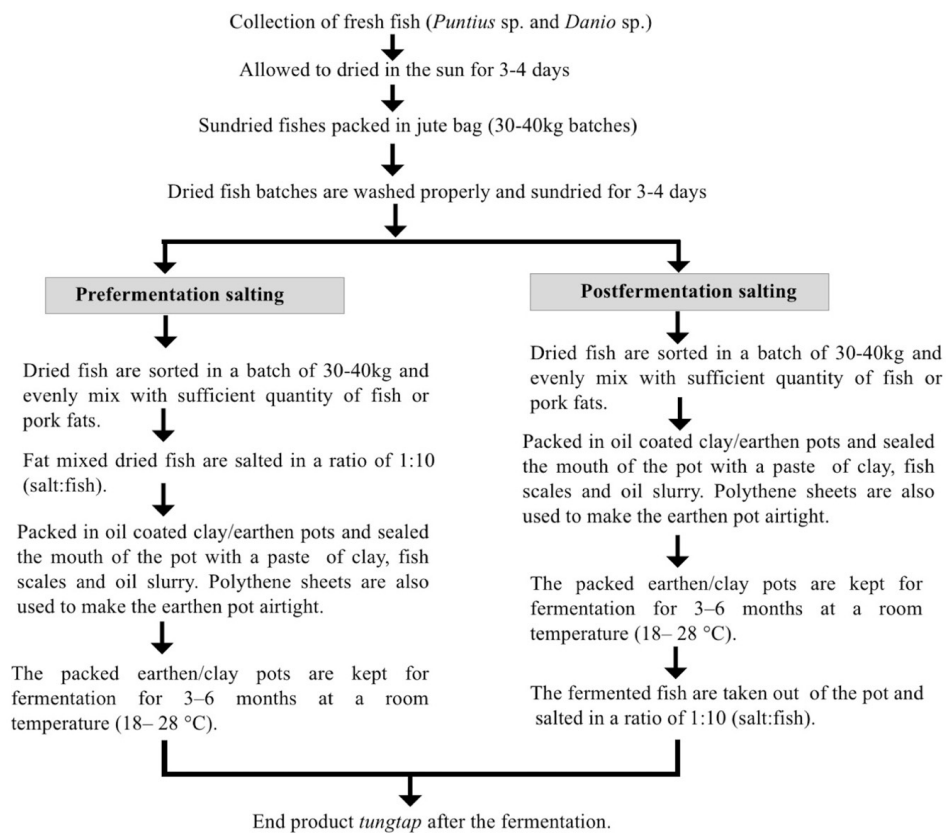 Collection of fresh fish (Puntius sp. and Danio sp.)
Allowed to dried in the sun for 3-4 days
Sundried fishes packed in jute bag (30-40kg batches)
Dried fish batches are washed properly and sundried for 3-4 days
Prefermentation salting
Dried fish are sorted in a batch of 30-40kg and
evenly mix with sufficient quantity of fish or
pork fats.
Fat mixed dried fish are salted in a ratio of 1:10
(salt:fish).
Packed in oil coated clay/earthen pots and sealed
the mouth of the pot with a paste of clay, fish
scales and oil slurry. Polythene sheets are also
used to make the earthen pot airtight.
The packed earthen/clay pots are kept for
fermentation for 3–6 months at a room
temperature (18– 28 °C).
Postfermentation salting
Dried fish are sorted in a batch of 30-40kg and
evenly mix with sufficient quantity of fish or
pork fats.
Packed in oil coated clay/earthen pots and sealed
the mouth of the pot with a paste of clay, fish
scales and oil slurry. Polythene sheets are also
used to make the earthen pot airtight.
The packed earthen/clay pots are kept for
fermentation for 3–6 months at a room
temperature (18– 28 °C).
The fermented fish are taken out of the pot and
salted in a ratio of 1:10 (salt:fish).
End product tungtap after the fermentation.